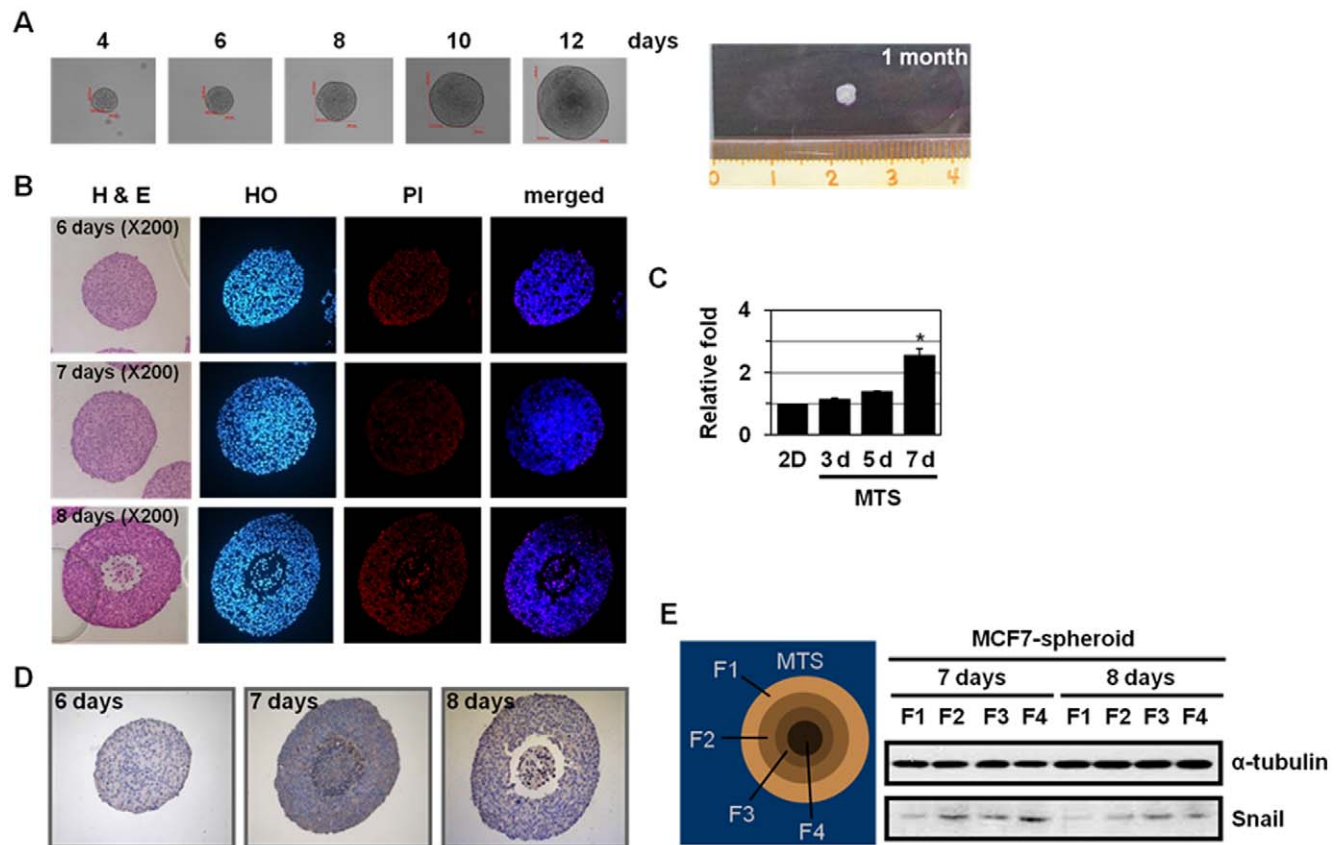 A
4 6 8 10 12 days
1 month
0 1 2 3 4
B
H & E HO PI merged
6 days (X200)
7 days (X200)
8 days (X200)
C
Relative fold
4
2
0
*
2D 3 d 5 d 7 d
MTS
D
6 days 7 days 8 days
E
MTS
F1
F2
F3
F4
MCF7-spheroid
7 days 8 days
F1 F2 F3 F4 F1 F2 F3 F4
α-tubulin
Snail